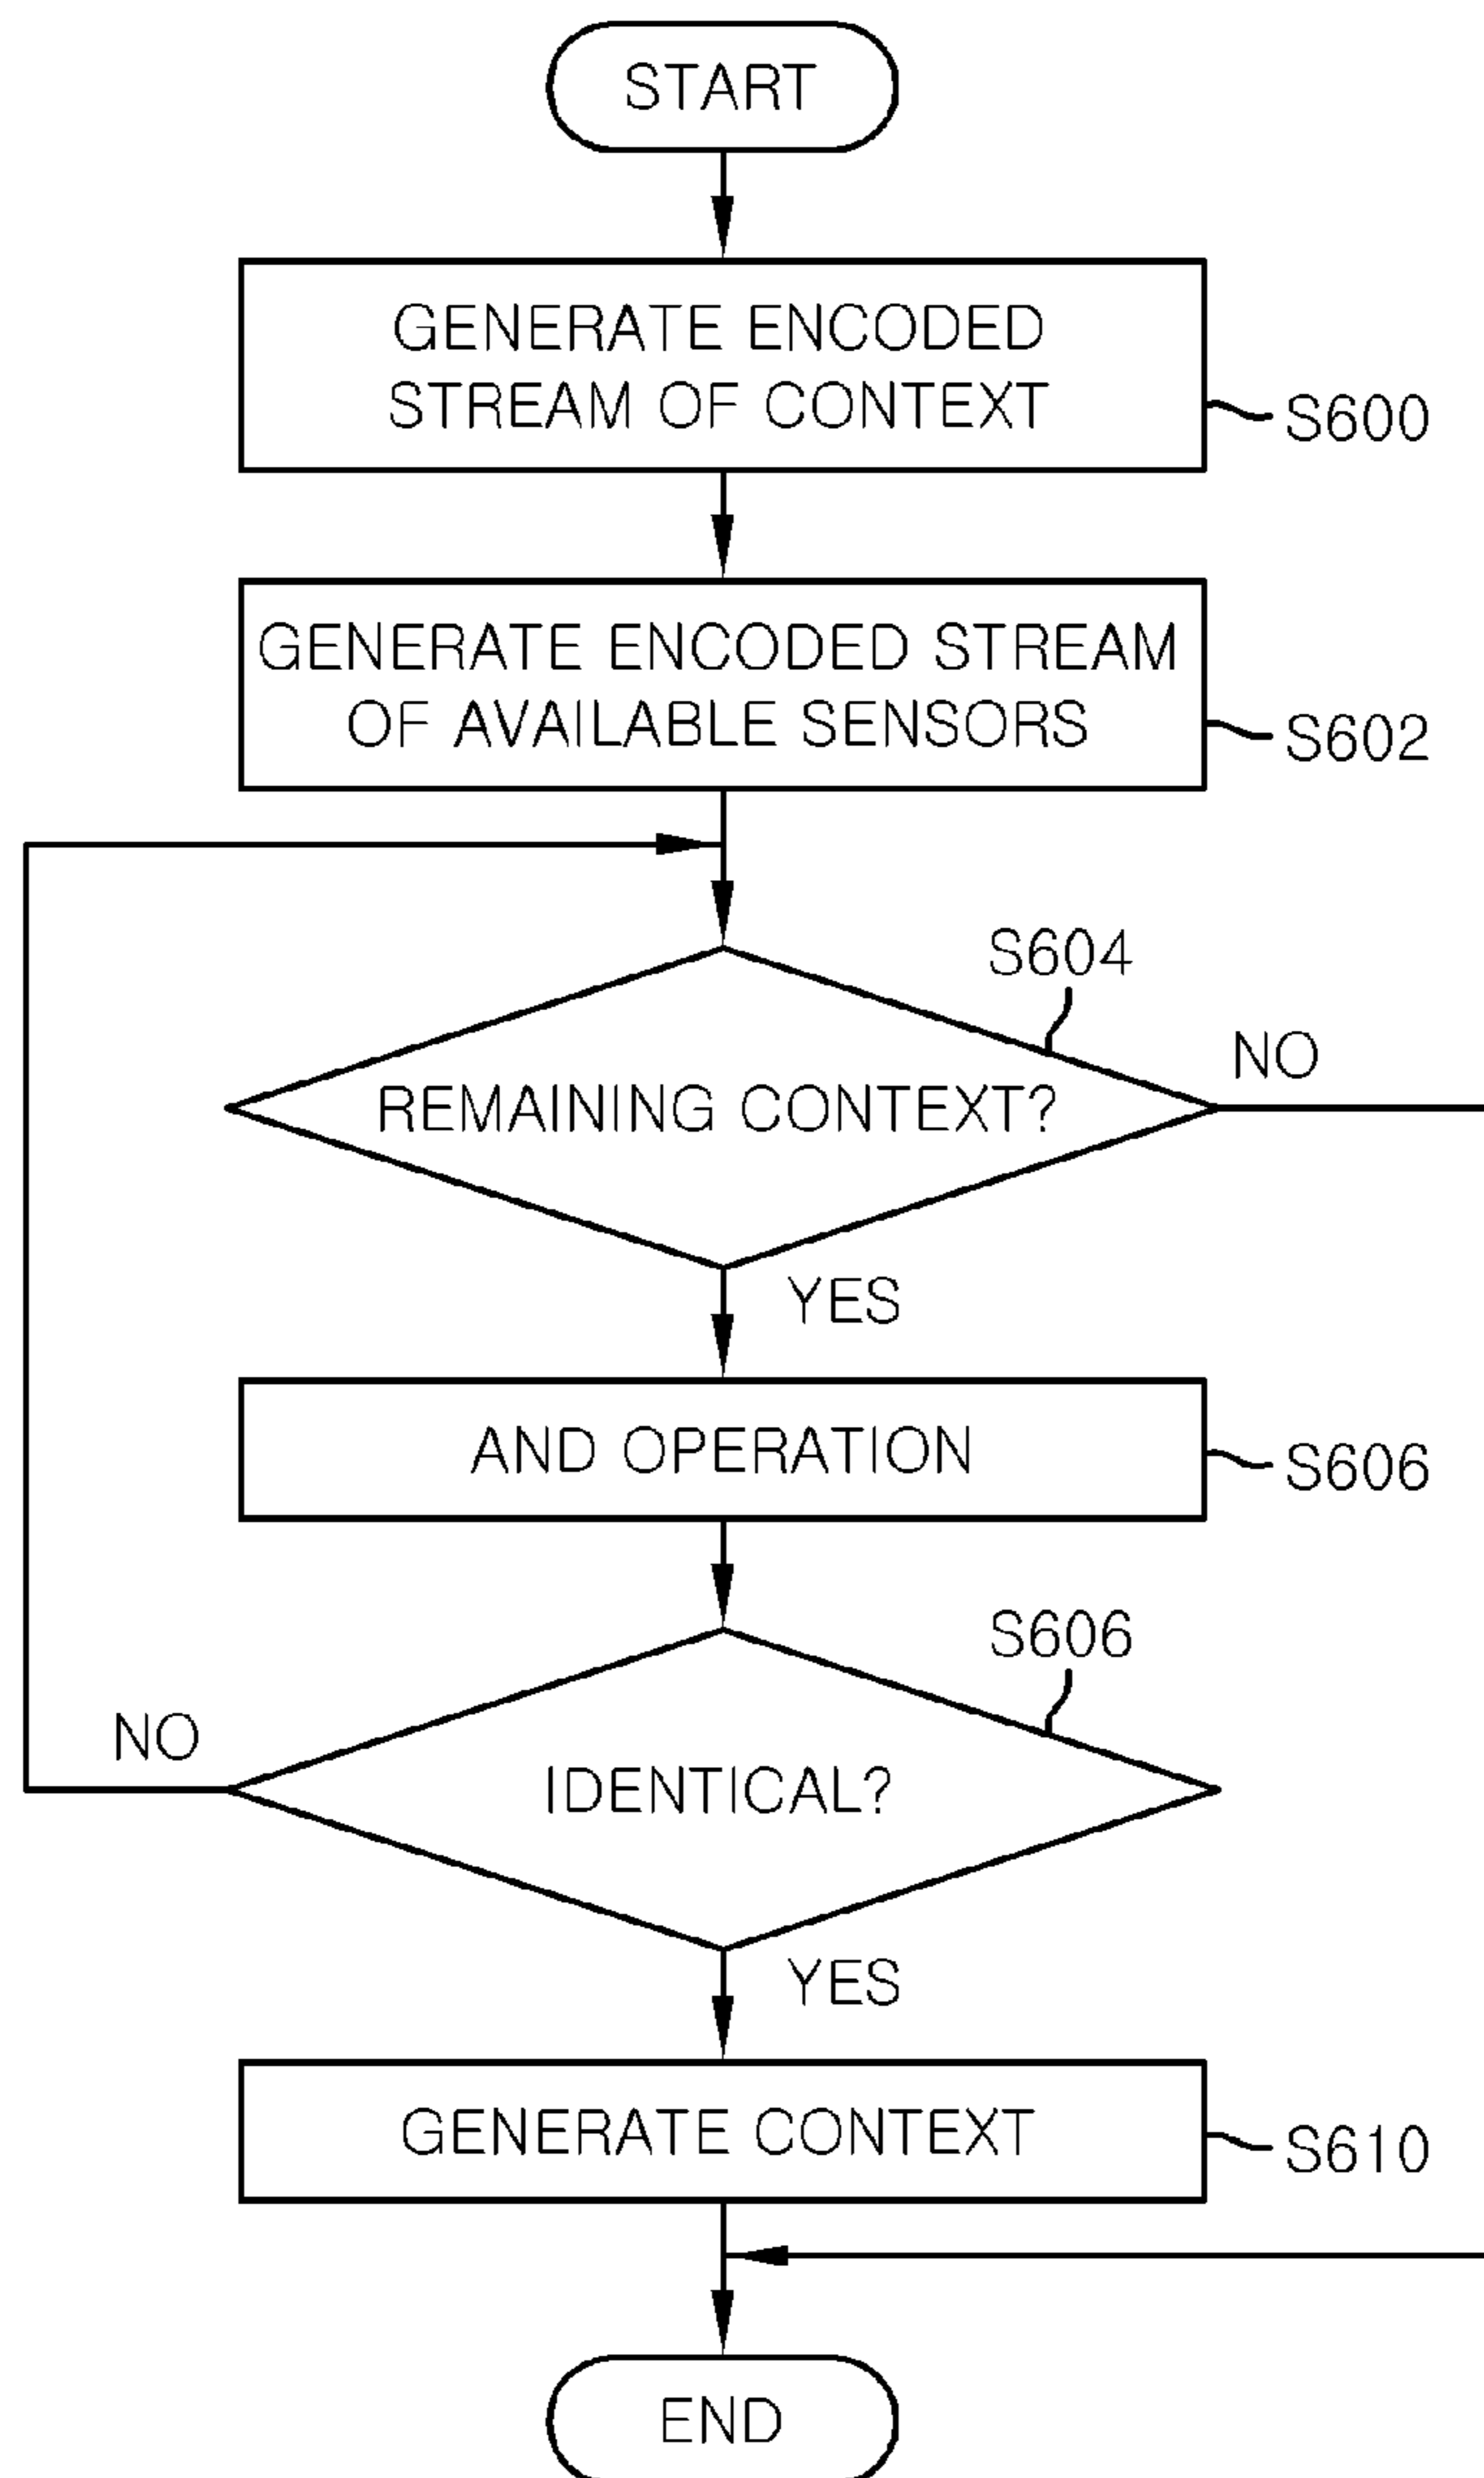 START
GENERATE ENCODED
STREAM OF CONTEXT
S600
GENERATE ENCODED STREAM
OF AVAILABLE SENSORS
S602
S604
REMAINING CONTEXT?
NO
YES
AND OPERATION
S606
S606
IDENTICAL?
NO
YES
GENERATE CONTEXT
S610
END